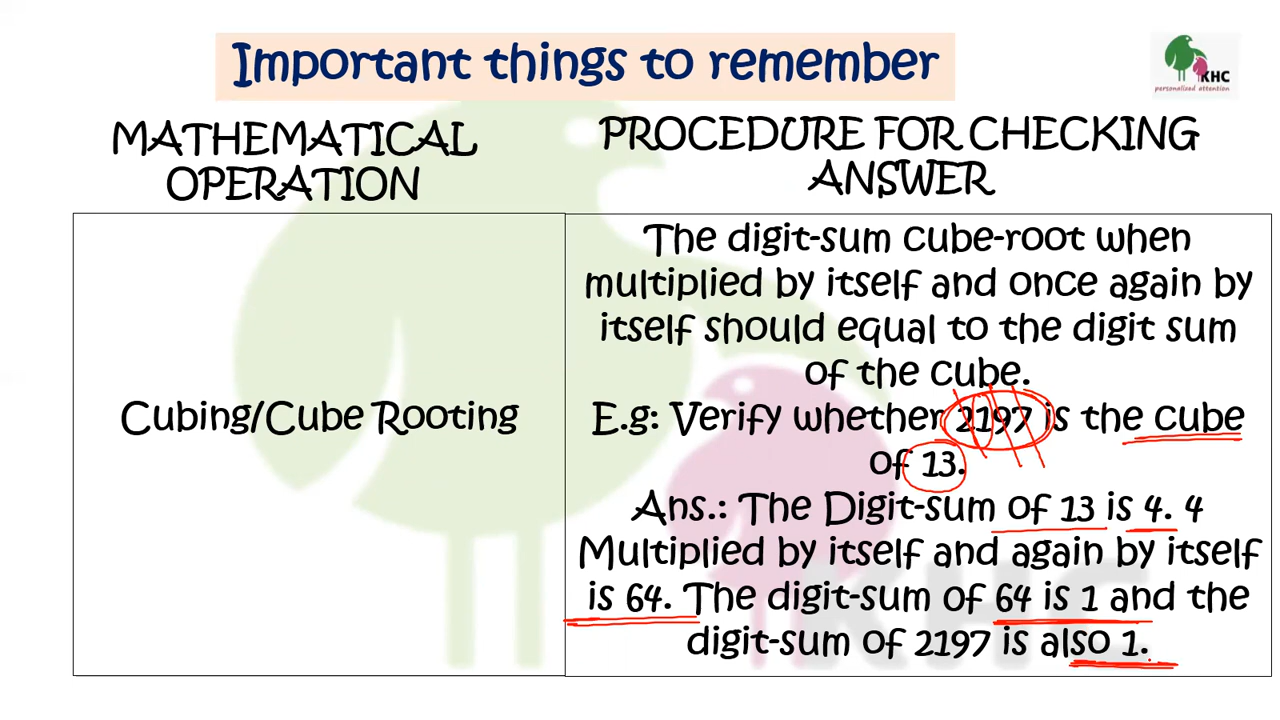 Important things to remember
KHC
personalized attention
MATHEMATICAL
OPERATION
PROCEDURE FOR CHECKING
ANSWER
Cubing/Cube Rooting
The digit-sum cube-root when
multiplied by itself and once again by
itself should equal to the digit sum
of the cube.
E.g: Verify whether 2197 is the cube
of 13.
Ans.: The Digit-sum of 13 is 4. 4
Multiplied by itself and again by itself
is 64. The digit-sum of 64 is 1 and the
digit-sum of 2197 is also 1.
KHC